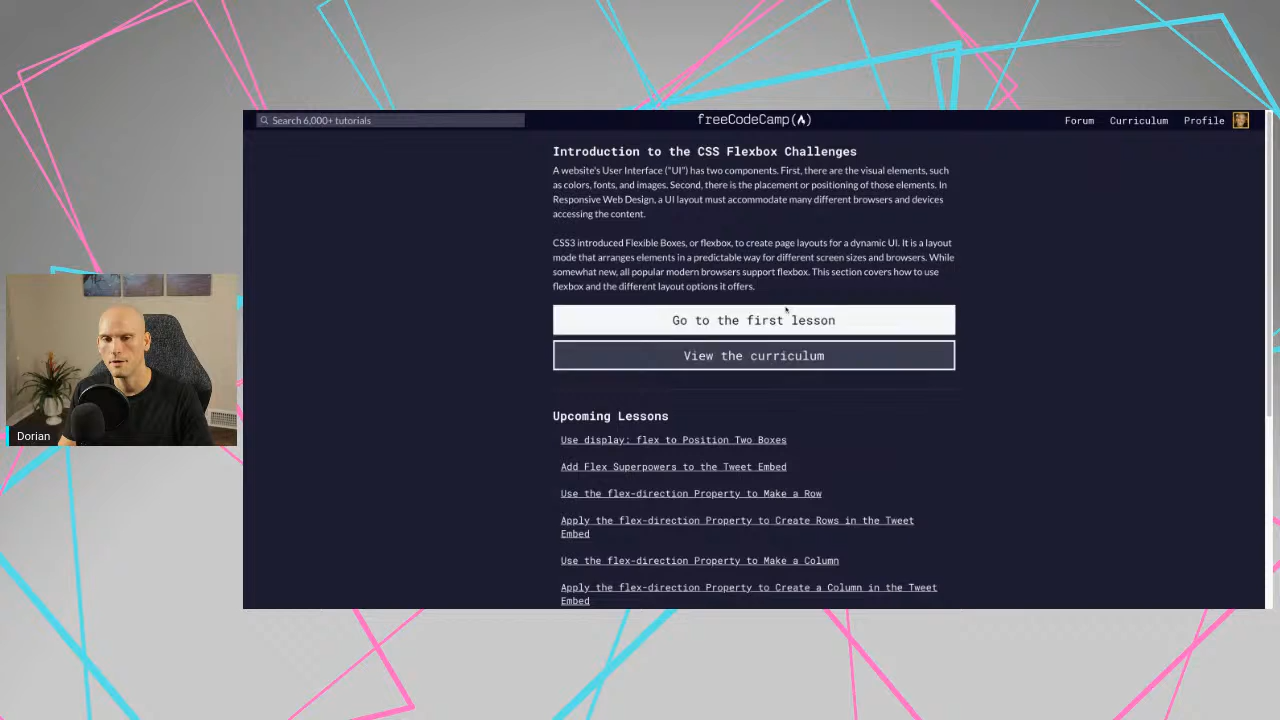 Search 6,000+ tutorials
freeCodeCamp
Forum Curriculum Profile
Introduction to the CSS Flexbox Challenges
A website's User Interface ("UI") has two components. First, there are the visual elements, such
as colors, fonts, and images. Second, there is the placement or positioning of those elements. In
Responsive Web Design, a UI layout must accommodate many different browsers and devices
accessing the content.
CSS3 introduced Flexible Boxes, or flexbox, to create page layouts for a dynamic UI. It is a layout
mode that arranges elements in a predictable way for different screen sizes and browsers. While
somewhat new, all popular modern browsers support flexbox. This section covers how to use
flexbox and the different layout options it offers.
Go to the first lesson
View the curriculum
Upcoming Lessons
Use display: flex to Position Two Boxes
Add Flex Superpowers to the Tweet Embed
Use the flex-direction Property to Make a Row
Apply the flex-direction Property to Create Rows in the Tweet
Embed
Use the flex-direction Property to Make a Column
Apply the flex-direction Property to Create a Column in the Tweet
Embed
Dorian